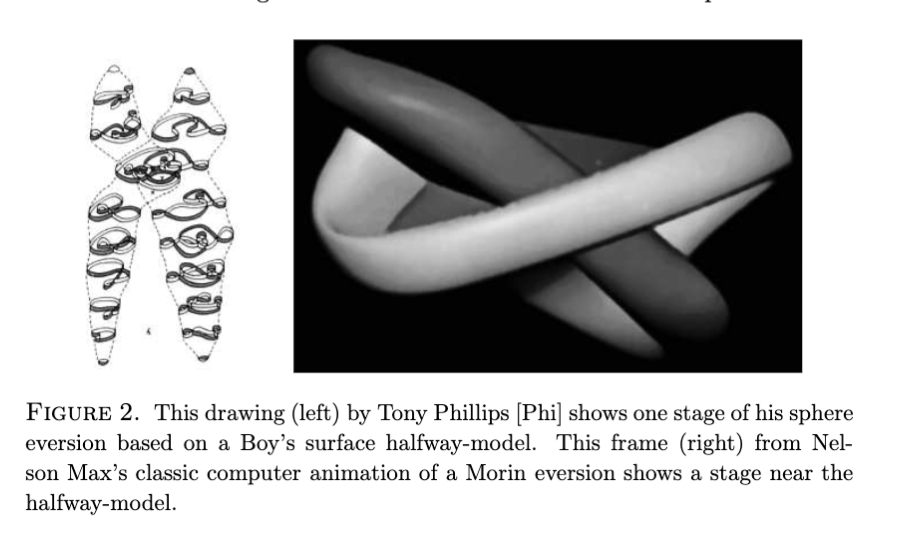 FIGURE 2. This drawing (left) by Tony Phillips [Phi] shows one stage of his sphere
eversion based on a Boy's surface halfway-model. This frame (right) from Nel-
son Max's classic computer animation of a Morin eversion shows a stage near the
halfway-model.